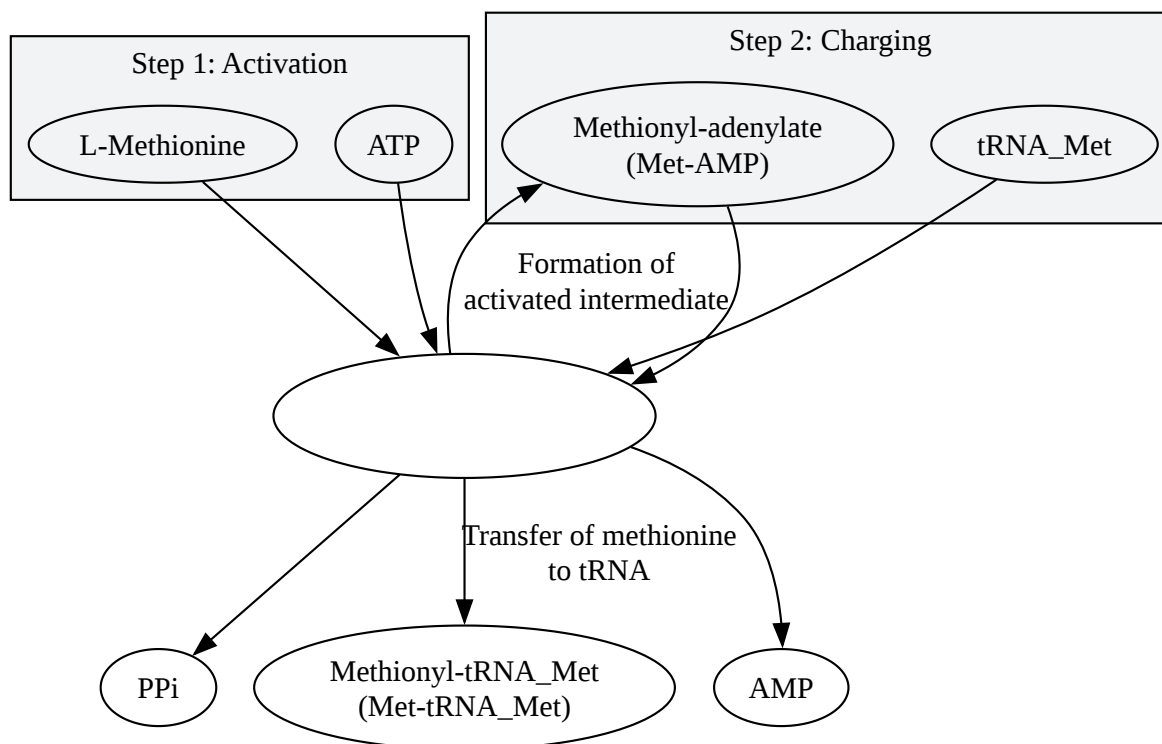 Step 1: Activation
Step 2: Charging
L-Methionine
ATP
Methionyl-adenylate
(Met-AMP)
tRNA_Met
Formation of
activated intermediate
Transfer of methionine
to tRNA
PPi
Methionyl-tRNA_Met
(Met-tRNA_Met)
AMP